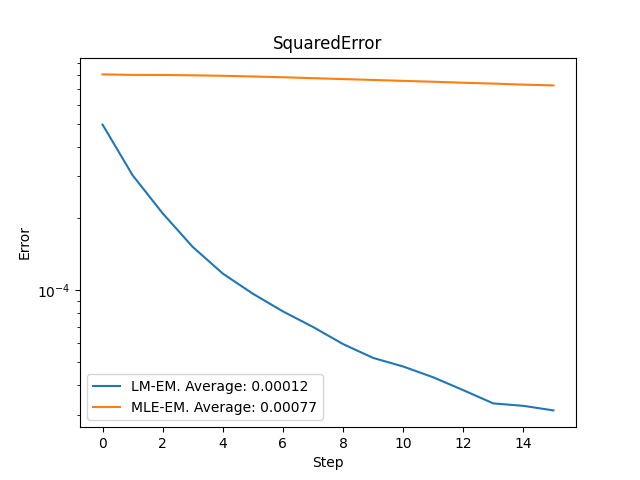 SquaredError
Error
10⁻⁴
LM-EM. Average: 0.00012
MLE-EM. Average: 0.00077
0 2 4 6 8 10 12 14
Step